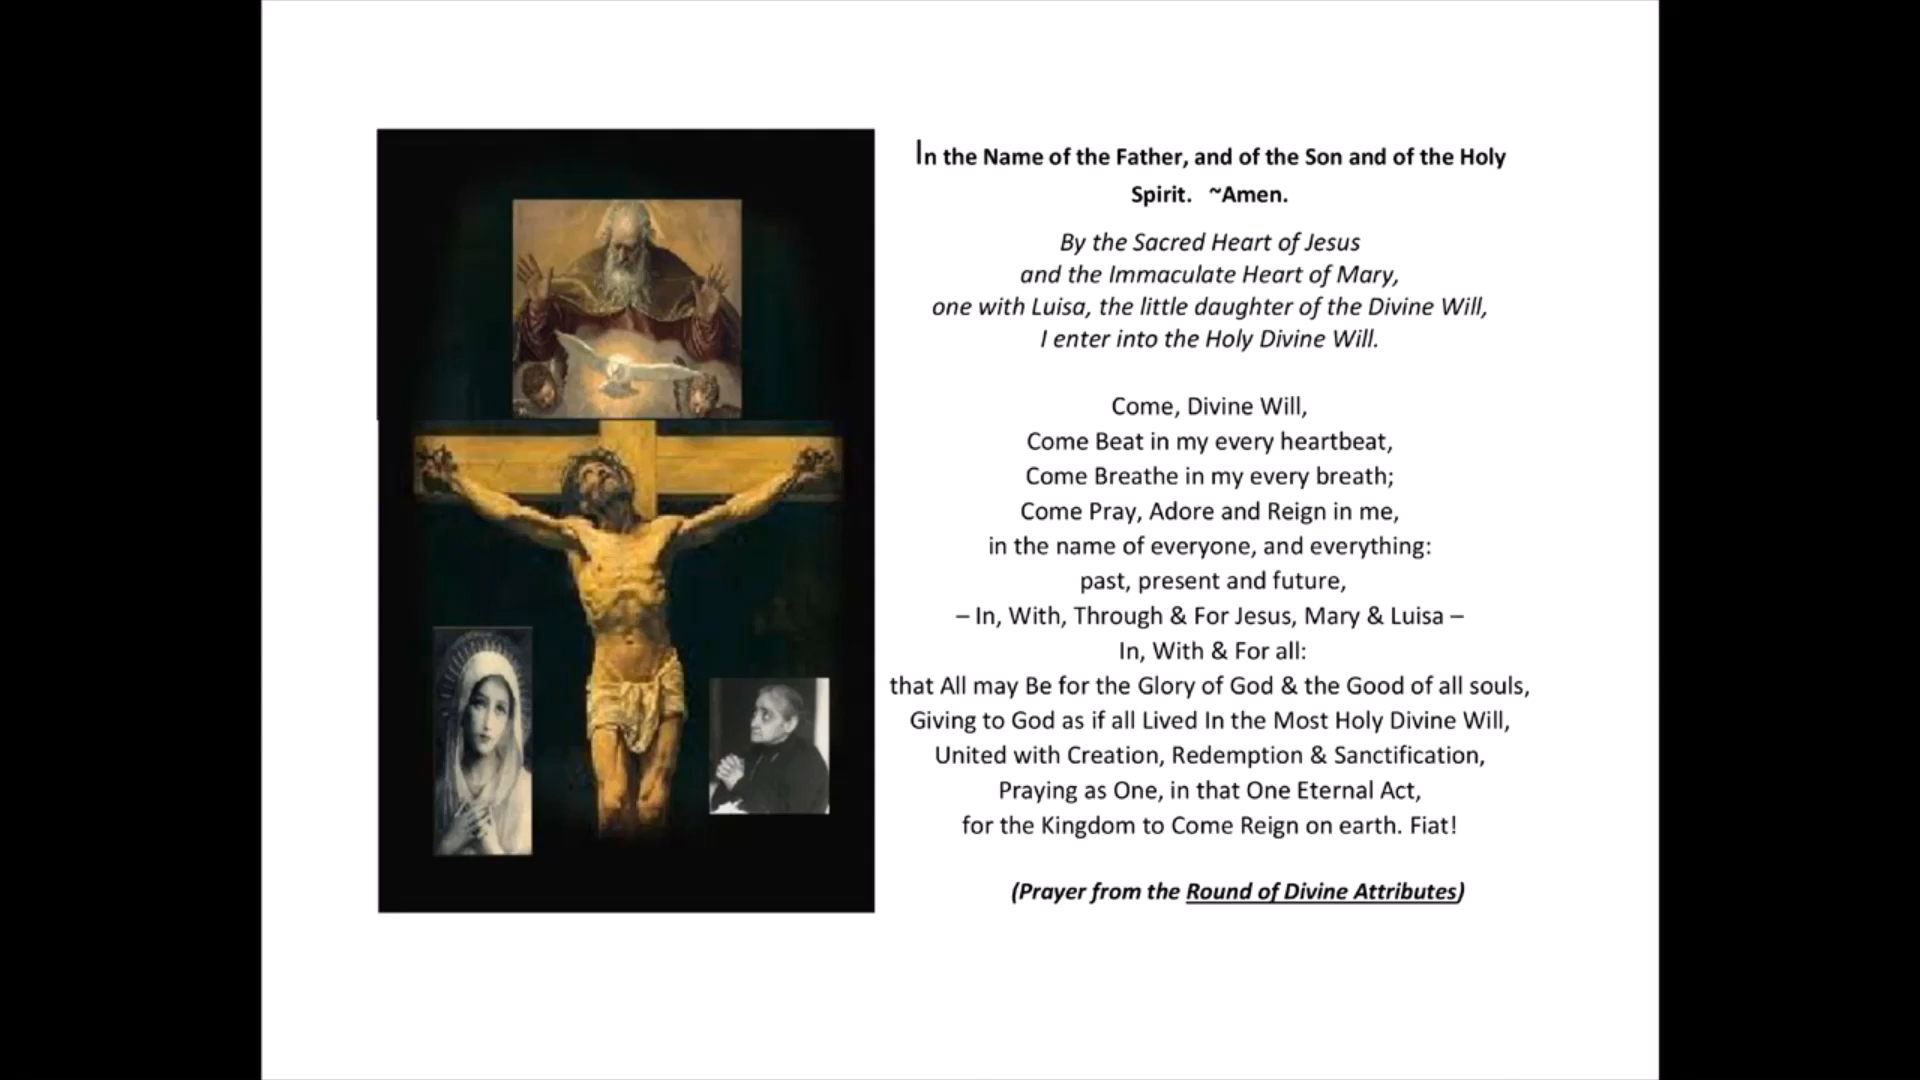 In the Name of the Father, and of the Son and of the Holy
Spirit. ~Amen.
By the Sacred Heart of Jesus
and the Immaculate Heart of Mary,
one with Luisa, the little daughter of the Divine Will,
I enter into the Holy Divine Will.
Come, Divine Will,
Come Beat in my every heartbeat,
Come Breathe in my every breath;
Come Pray, Adore and Reign in me,
in the name of everyone, and everything:
past, present and future,
– In, With, Through & For Jesus, Mary & Luisa –
In, With & For all:
that All may Be for the Glory of God & the Good of all souls,
Giving to God as if all Lived In the Most Holy Divine Will,
United with Creation, Redemption & Sanctification,
Praying as One, in that One Eternal Act,
for the Kingdom to Come Reign on earth. Fiat!
(Prayer from the Round of Divine Attributes)